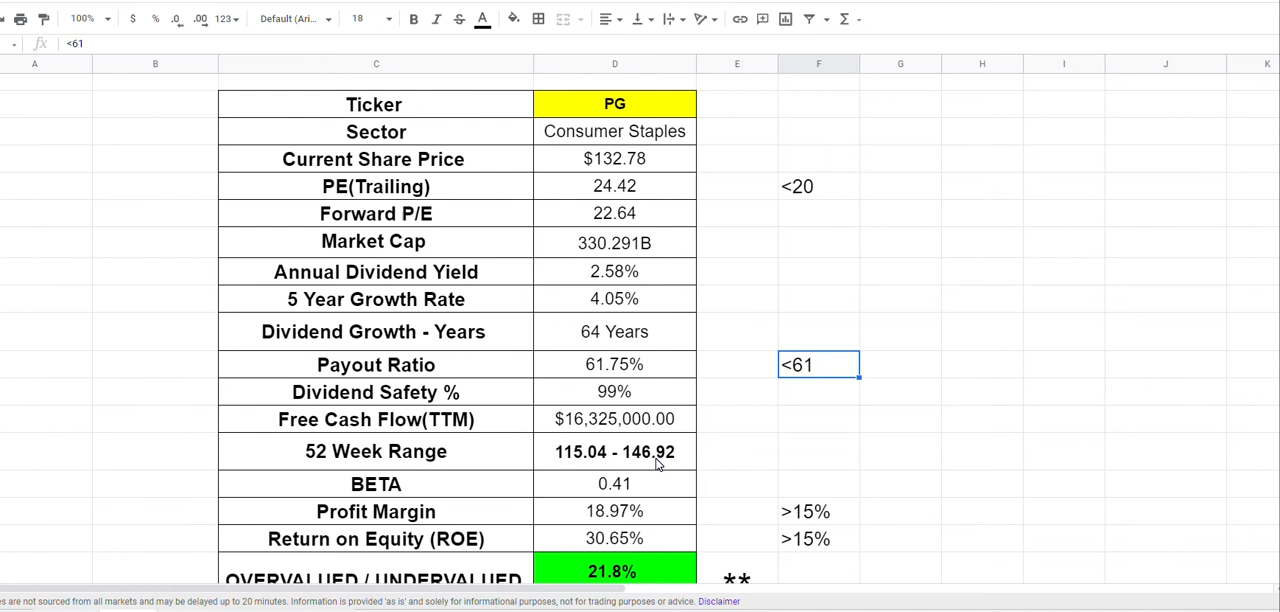 100% $ % .0 .00 123 Default (Ari... 18 B I S A Σ
fx <61
A B C D E F G H I J K
Ticker PG
Sector Consumer Staples
Current Share Price $132.78
PE(Trailing) 24.42 <20
Forward P/E 22.64
Market Cap 330.291B
Annual Dividend Yield 2.58%
5 Year Growth Rate 4.05%
Dividend Growth - Years 64 Years
Payout Ratio 61.75% <61
Dividend Safety % 99%
Free Cash Flow(TTM) $16,325,000.00
52 Week Range 115.04 - 146.92
BETA 0.41
Profit Margin 18.97% >15%
Return on Equity (ROE) 30.65% >15%
OVERVALUED / UNDERVALUED 21.8% **
es are not sourced from all markets and may be delayed up to 20 minutes. Information is provided 'as is' and solely for informational purposes, not for trading purposes or advice. Disclaimer